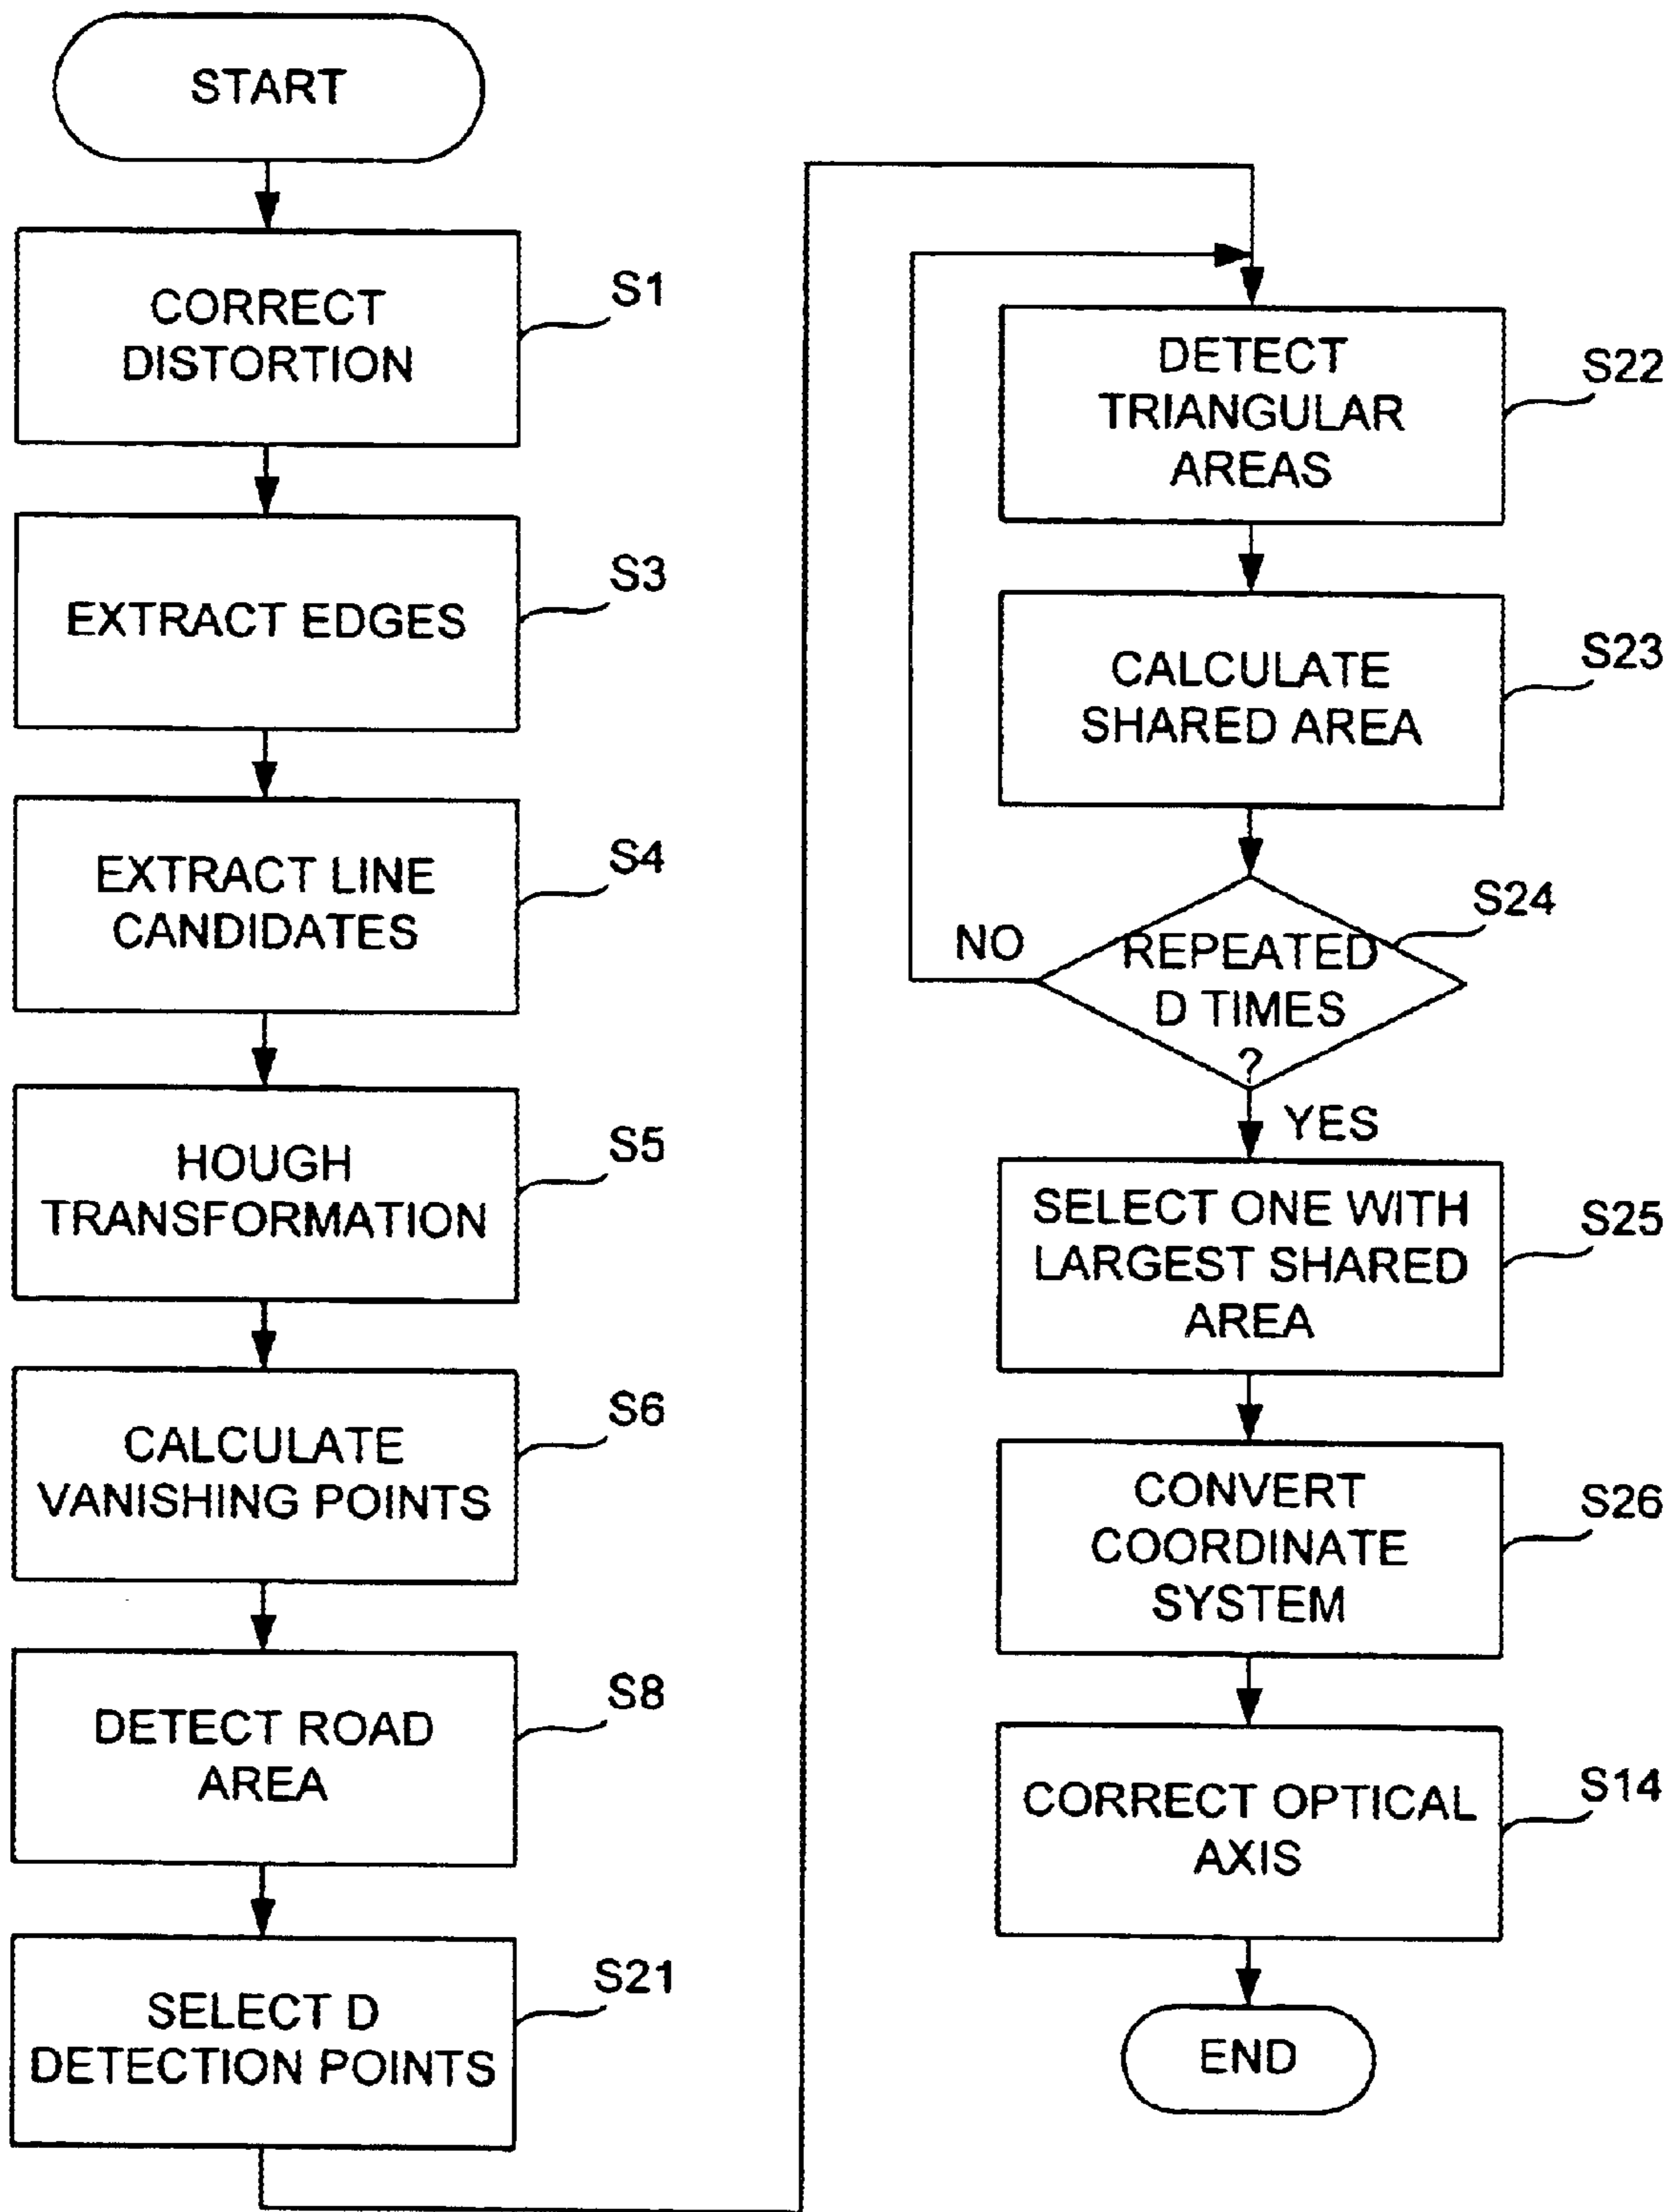 START
CORRECT
DISTORTION
S1
EXTRACT EDGES
S3
EXTRACT LINE
CANDIDATES
S4
HOUGH
TRANSFORMATION
S5
CALCULATE
VANISHING POINTS
S6
DETECT ROAD
AREA
S8
SELECT D
DETECTION POINTS
S21
DETECT
TRIANGULAR
AREAS
S22
CALCULATE
SHARED AREA
S23
REPEATED
D TIMES
?
S24
NO
YES
SELECT ONE WITH
LARGEST SHARED
AREA
S25
CONVERT
COORDINATE
SYSTEM
S26
CORRECT OPTICAL
AXIS
S14
END